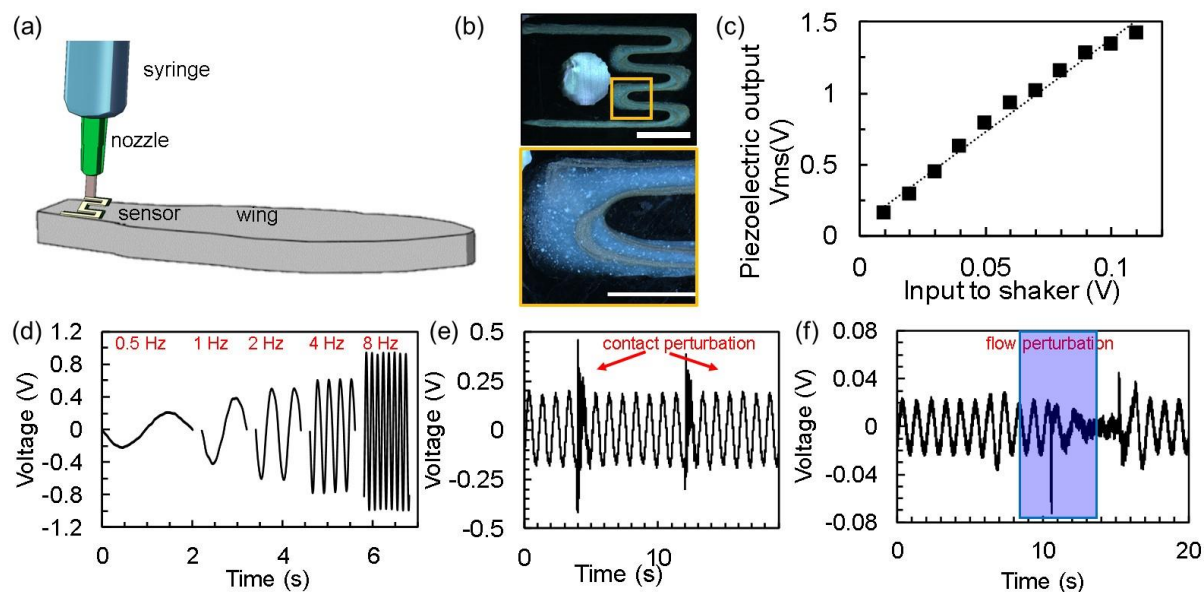 (a)
syringe
nozzle
sensor
wing
(b)
(c)
Piezoelectric output
Vms(V)
1.5
1
0.5
0
0
0.05
0.1
Input to shaker (V)
(d)
Voltage (V)
1.2
0.8
0.4
0
-0.4
-0.8
-1.2
0.5 Hz
1 Hz
2 Hz
4 Hz
8 Hz
0
2
4
6
8
Time (s)
(e)
Voltage (V)
0.5
0.25
0
-0.25
-0.5
contact perturbation
0
10
Time (s)
(f)
Voltage (V)
0.08
0.04
0
-0.04
-0.08
flow perturbation
0
10
20
Time (s)